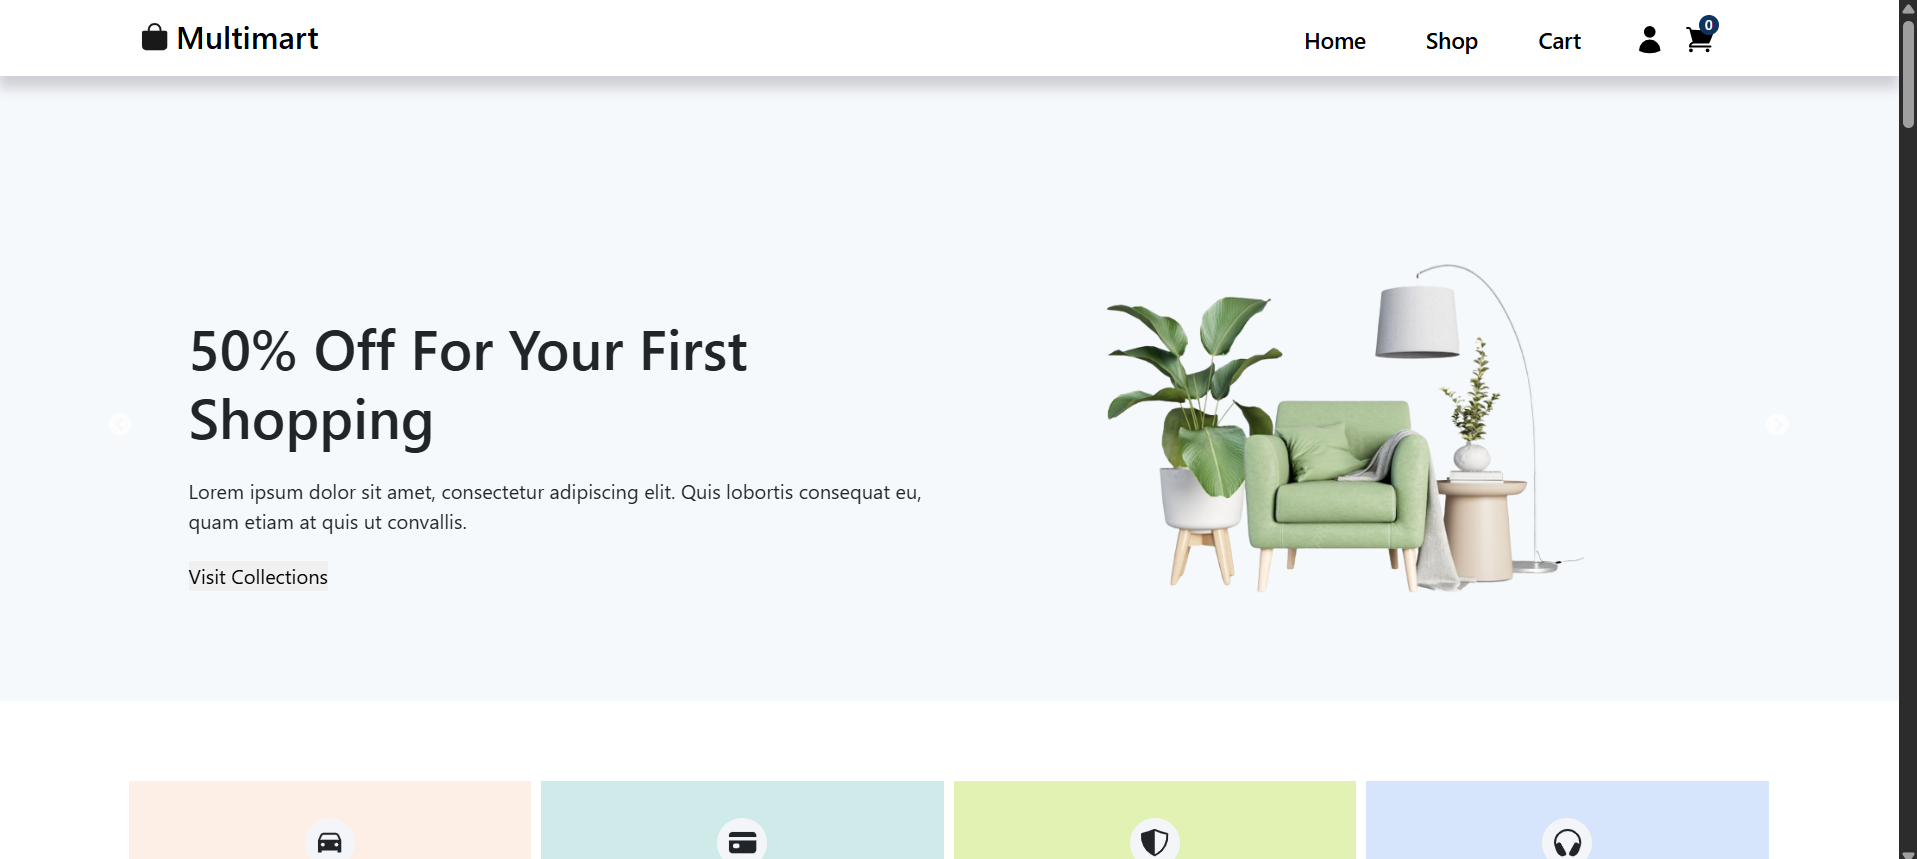 Multimart
Home
Shop
Cart
0
50% Off For Your First
Shopping
Lorem ipsum dolor sit amet, consectetur adipiscing elit. Quis lobortis consequat eu,
quam etiam at quis ut convallis.
Visit Collections